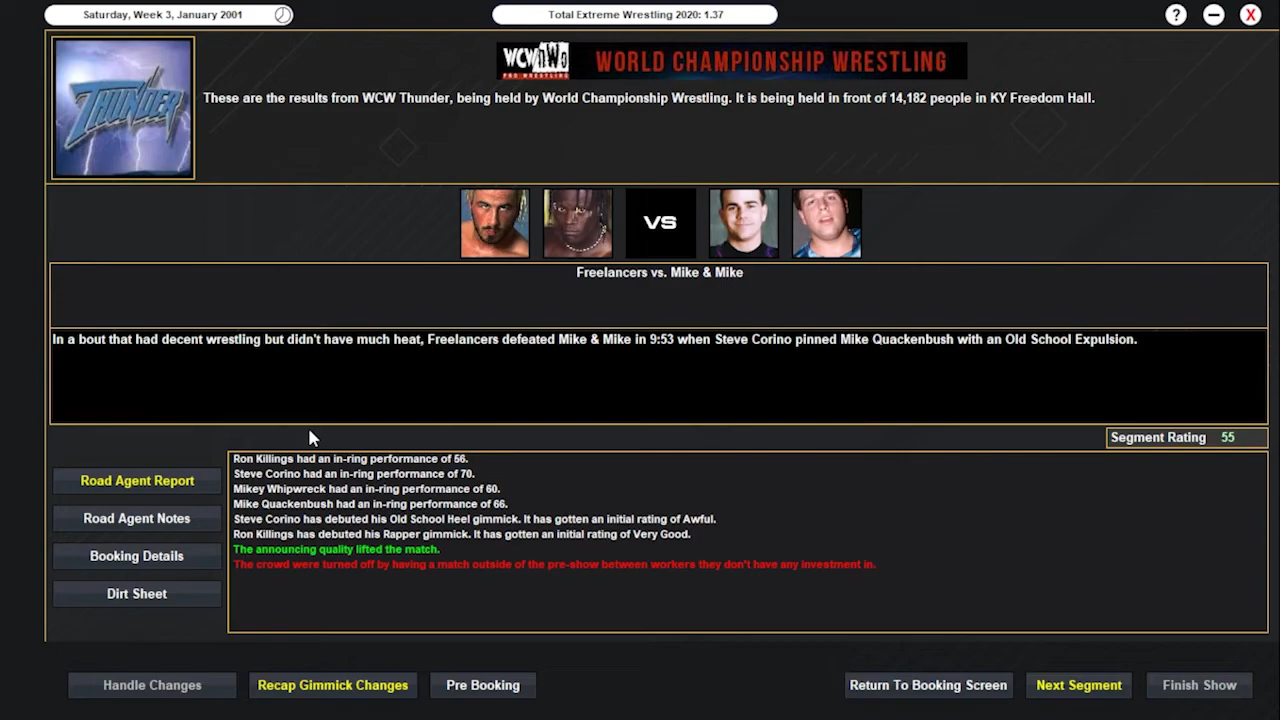 Saturday, Week 3, January 2001
Total Extreme Wrestling 2020: 1.37
?
X
THUNDER
WCW nWo
PRO WRESTLING
WORLD CHAMPIONSHIP WRESTLING
These are the results from WCW Thunder, being held by World Championship Wrestling. It is being held in front of 14,182 people in KY Freedom Hall.
VS
Freelancers vs. Mike & Mike
In a bout that had decent wrestling but didn't have much heat, Freelancers defeated Mike & Mike in 9:53 when Steve Corino pinned Mike Quackenbush with an Old School Expulsion.
Segment Rating 55
Road Agent Report
Road Agent Notes
Booking Details
Dirt Sheet
Ron Killings had an in-ring performance of 56.
Steve Corino had an in-ring performance of 70.
Mikey Whipwreck had an in-ring performance of 60.
Mike Quackenbush had an in-ring performance of 66.
Steve Corino has debuted his Old School Heel gimmick. It has gotten an initial rating of Awful.
Ron Killings has debuted his Rapper gimmick. It has gotten an initial rating of Very Good.
The announcing quality lifted the match.
The crowd were turned off by having a match outside of the pre-show between workers they don't have any investment in.
Handle Changes
Recap Gimmick Changes
Pre Booking
Return To Booking Screen
Next Segment
Finish Show